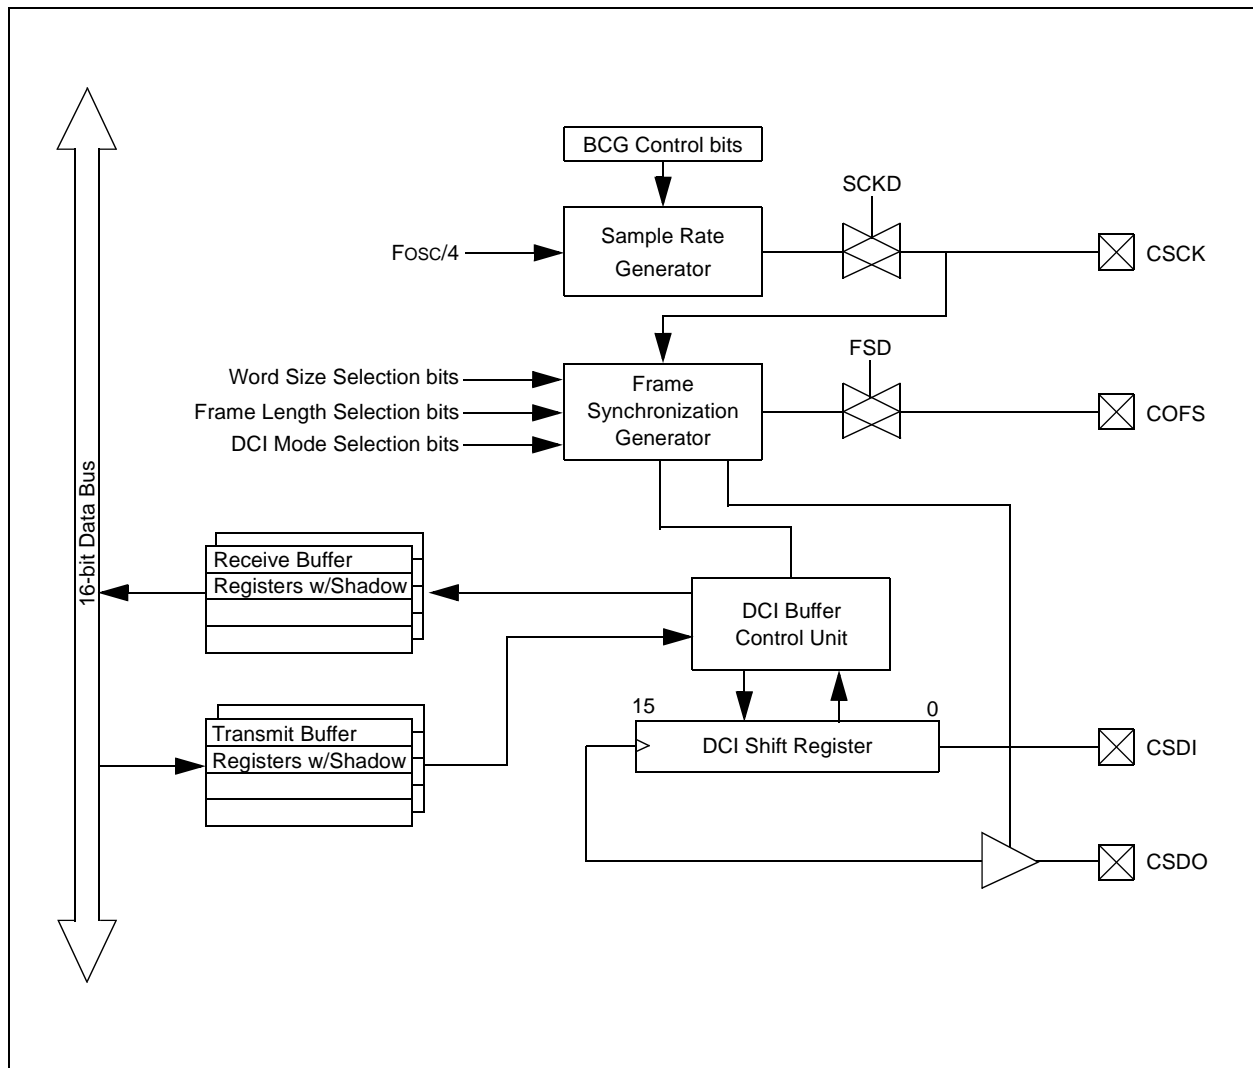 BCG Control bits
SCKD
Sample Rate
Generator
FOSC/4
CSCK
FSD
Word Size Selection bits
Frame Length Selection bits
DCI Mode Selection bits
Frame
Synchronization
Generator
COFS
16-bit Data Bus
Receive Buffer
Registers w/Shadow
DCI Buffer
Control Unit
Transmit Buffer
Registers w/Shadow
15
0
DCI Shift Register
CSDI
CSDO